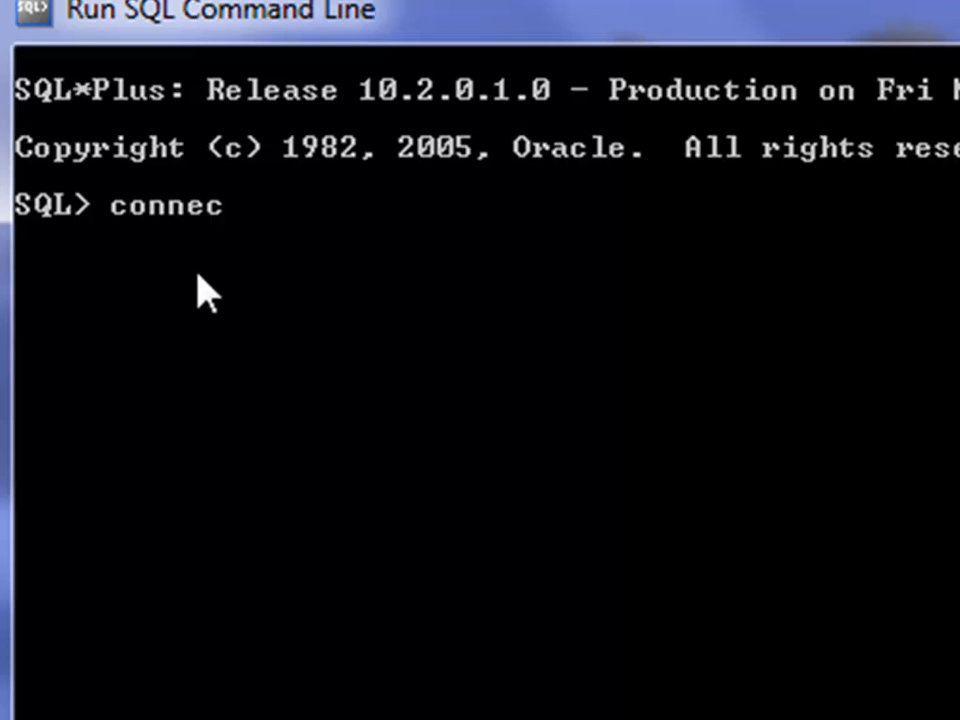 Run SQL Command Line
SQL*Plus: Release 10.2.0.1.0 - Production on Fri
Copyright (c) 1982, 2005, Oracle.  All rights rese
SQL> connec